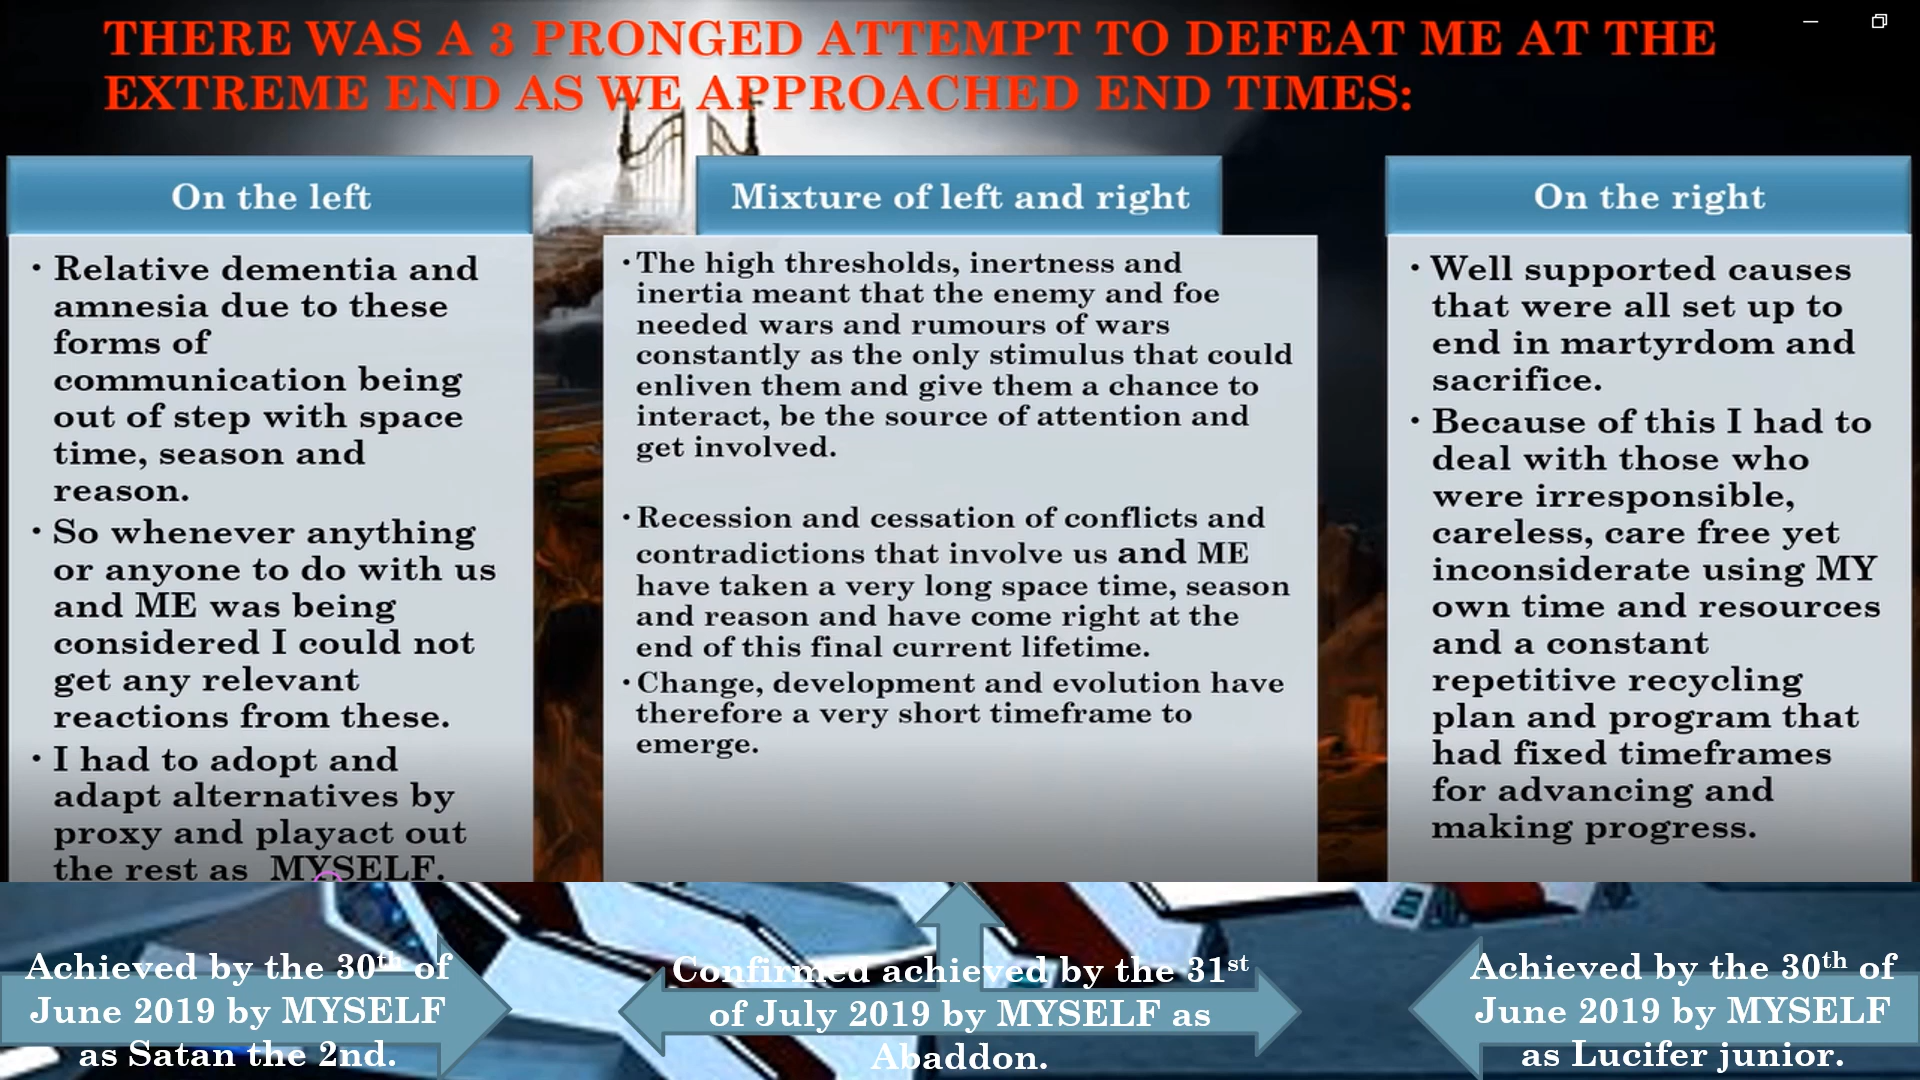 THERE WAS A 3 PRONGED ATTEMPT TO DEFEAT ME AT THE
EXTREME END AS WE APPROACHED END TIMES:
On the left
• Relative dementia and
amnesia due to these
forms of
communication being
out of step with space
time, season and
reason.
• So whenever anything
or anyone to do with us
and ME was being
considered I could not
get any relevant
reactions from these.
• I had to adopt and
adapt alternatives by
proxy and playact out
the rest as MYSELF.
Mixture of left and right
• The high thresholds, inertness and
inertia meant that the enemy and foe
needed wars and rumours of wars
constantly as the only stimulus that could
enliven them and give them a chance to
interact, be the source of attention and
get involved.
• Recession and cessation of conflicts and
contradictions that involve us and ME
have taken a very long space time, season
and reason and have come right at the
end of this final current lifetime.
• Change, development and evolution have
therefore a very short timeframe to
emerge.
On the right
• Well supported causes
that were all set up to
end in martyrdom and
sacrifice.
• Because of this I had to
deal with those who
were irresponsible,
careless, care free yet
inconsiderate using MY
own time and resources
and a constant
repetitive recycling
plan and program that
had fixed timeframes
for advancing and
making progress.
Achieved by the 30th of
June 2019 by MYSELF
as Satan the 2nd.
Confirmed achieved by the 31st
of July 2019 by MYSELF as
Abaddon.
Achieved by the 30th of
June 2019 by MYSELF
as Lucifer junior.